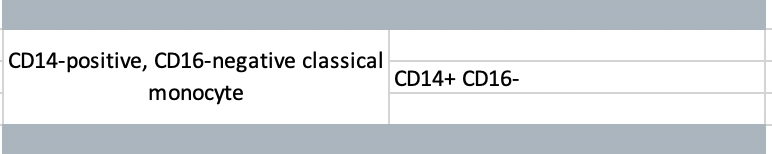 CD14-positive, CD16-negative classical
monocyte
CD14+ CD16-